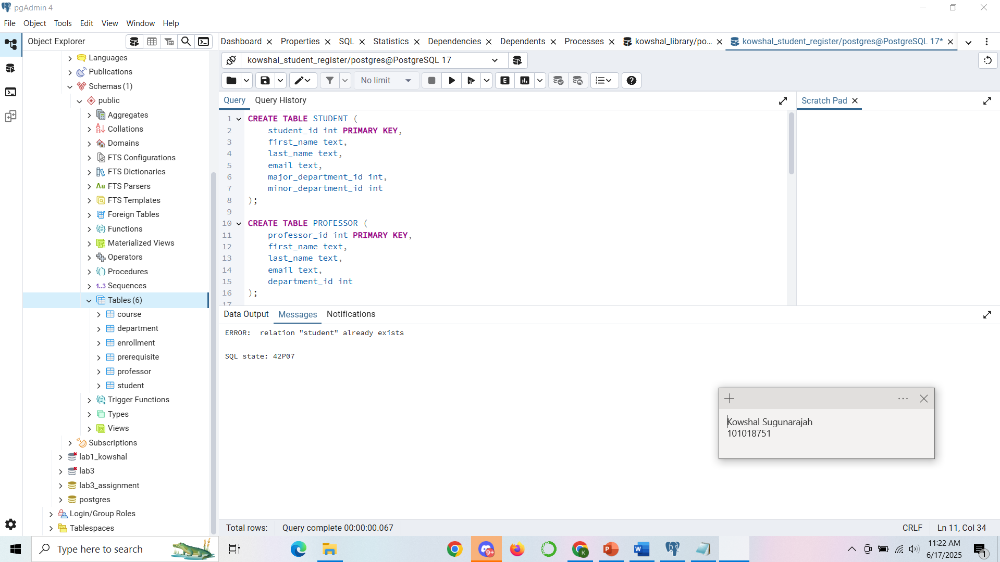 pgAdmin 4
File Object Tools Edit View Window Help
Object Explorer
Dashboard Properties SQL Statistics Dependencies Dependents Processes kowshal_library/po... kowshal_student_register/postgres@PostgreSQL 17*
Languages
Publications
Schemas (1)
public
Aggregates
Collations
Domains
FTS Configurations
FTS Dictionaries
Aa FTS Parsers
FTS Templates
Foreign Tables
Functions
Materialized Views
Operators
Procedures
1..3 Sequences
Tables (6)
course
department
enrollment
prerequisite
professor
student
Trigger Functions
Types
Views
Subscriptions
lab1_kowshal
lab3
lab3_assignment
postgres
Login/Group Roles
Tablespaces
kowshal_student_register/postgres@PostgreSQL 17
No limit
E
Query Query History
Scratch Pad
1 CREATE TABLE STUDENT (
2 student_id int PRIMARY KEY,
3 first_name text,
4 last_name text,
5 email text,
6 major_department_id int,
7 minor_department_id int
8 );
9
10 CREATE TABLE PROFESSOR (
11 professor_id int PRIMARY KEY,
12 first_name text,
13 last_name text,
14 email text,
15 department_id int
16 );
17
Data Output Messages Notifications
ERROR:  relation "student" already exists
SQL state: 42P07
Kowshal Sugunarajah
101018751
Total rows: Query complete 00:00:00.067 CRLF Ln 11, Col 34
Type here to search
9+
K
P
W
11:22 AM
6/17/2025
1